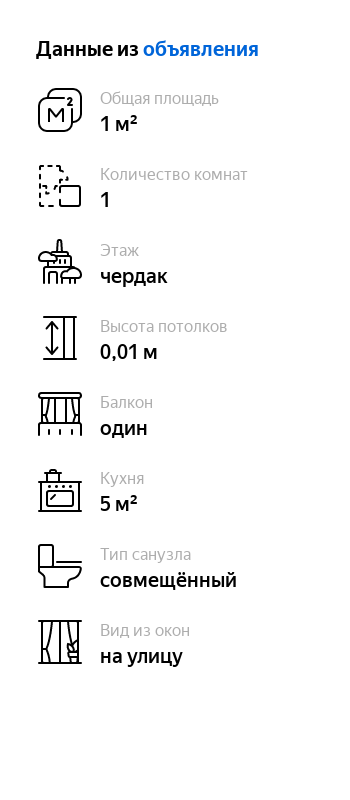 Данные из объявления
M²
Общая площадь
1 м²
Количество комнат
1
Этаж
чердак
Высота потолков
0,01 м
Балкон
один
Кухня
5 м²
Тип санузла
совмещённый
Вид из окон
на улицу